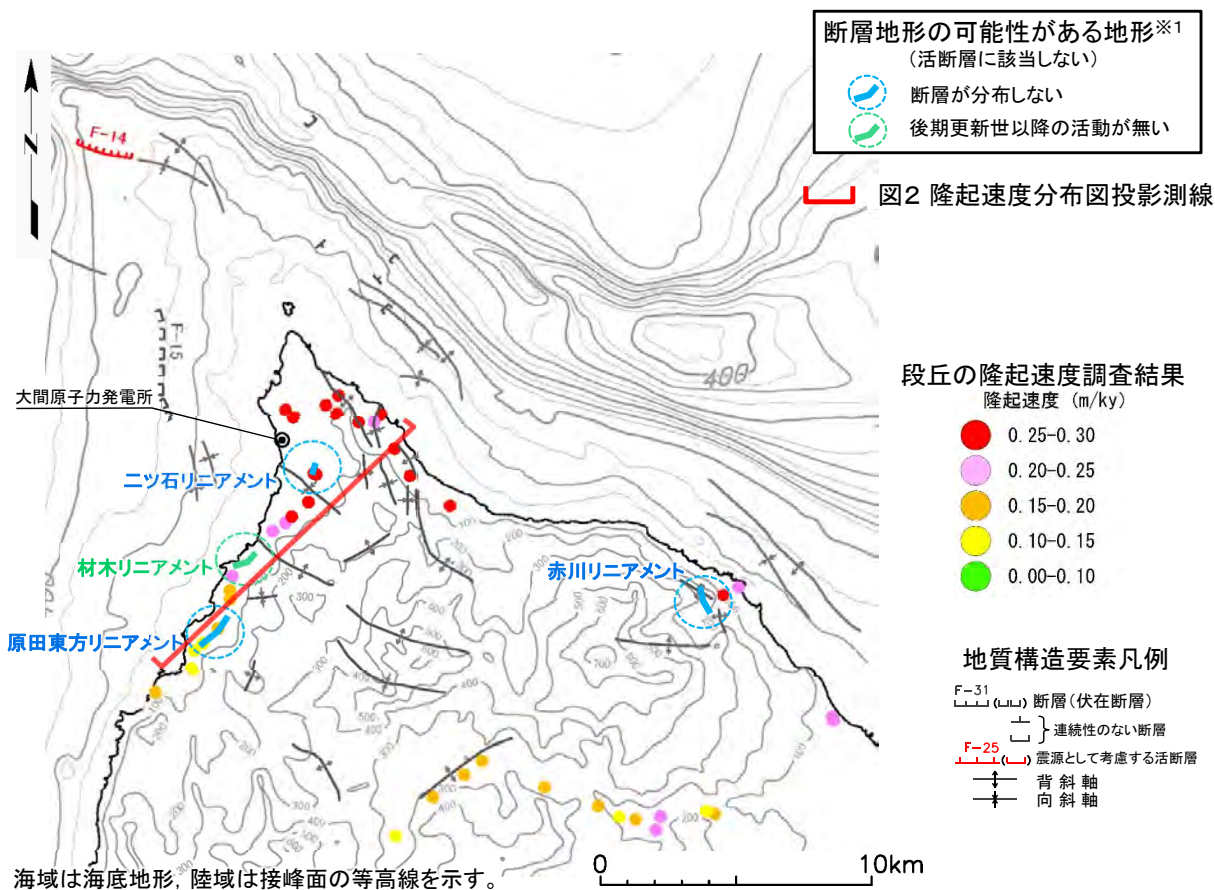 断層地形の可能性がある地形※1
(活断層に該当しない)
断層が分布しない
後期更新世以降の活動が無い
図2 隆起速度分布図投影測線
N
F-14
F-15
400
大間原子力発電所
二ツ石リニアメント
材木リニアメント
原田東方リニアメント
赤川リニアメント
段丘の隆起速度調査結果
隆起速度 (m/ky)
0.25-0.30
0.20-0.25
0.15-0.20
0.10-0.15
0.00-0.10
地質構造要素凡例
F-31
断層(伏在断層)
連続性のない断層
F-25
震源として考慮する活断層
背斜軸
向斜軸
0 10km
海域は海底地形, 陸域は接峰面の等高線を示す。